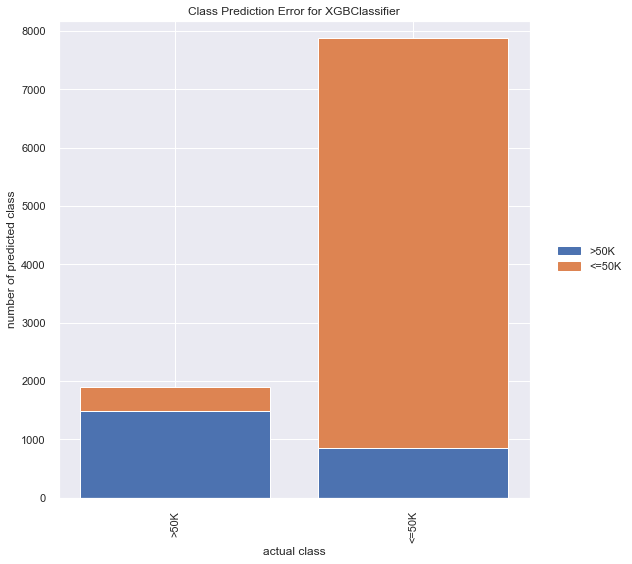 Class Prediction Error for XGBClassifier
8000
7000
6000
5000
4000
3000
2000
1000
0
number of predicted class
>50K
<=50K
actual class
>50K
<=50K